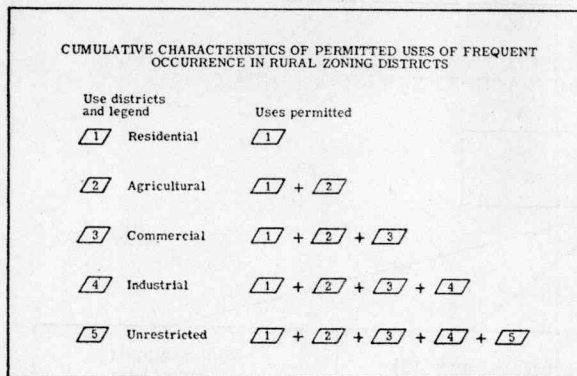 CUMULATIVE CHARACTERISTICS OF PERMITTED USES OF FREQUENT
OCCURRENCE IN RURAL ZONING DISTRICTS
Use districts
and legend Uses permitted
1 Residential 1
2 Agricultural 1 + 2
3 Commercial 1 + 2 + 3
4 Industrial 1 + 2 + 3 + 4
5 Unrestricted 1 + 2 + 3 + 4 + 5